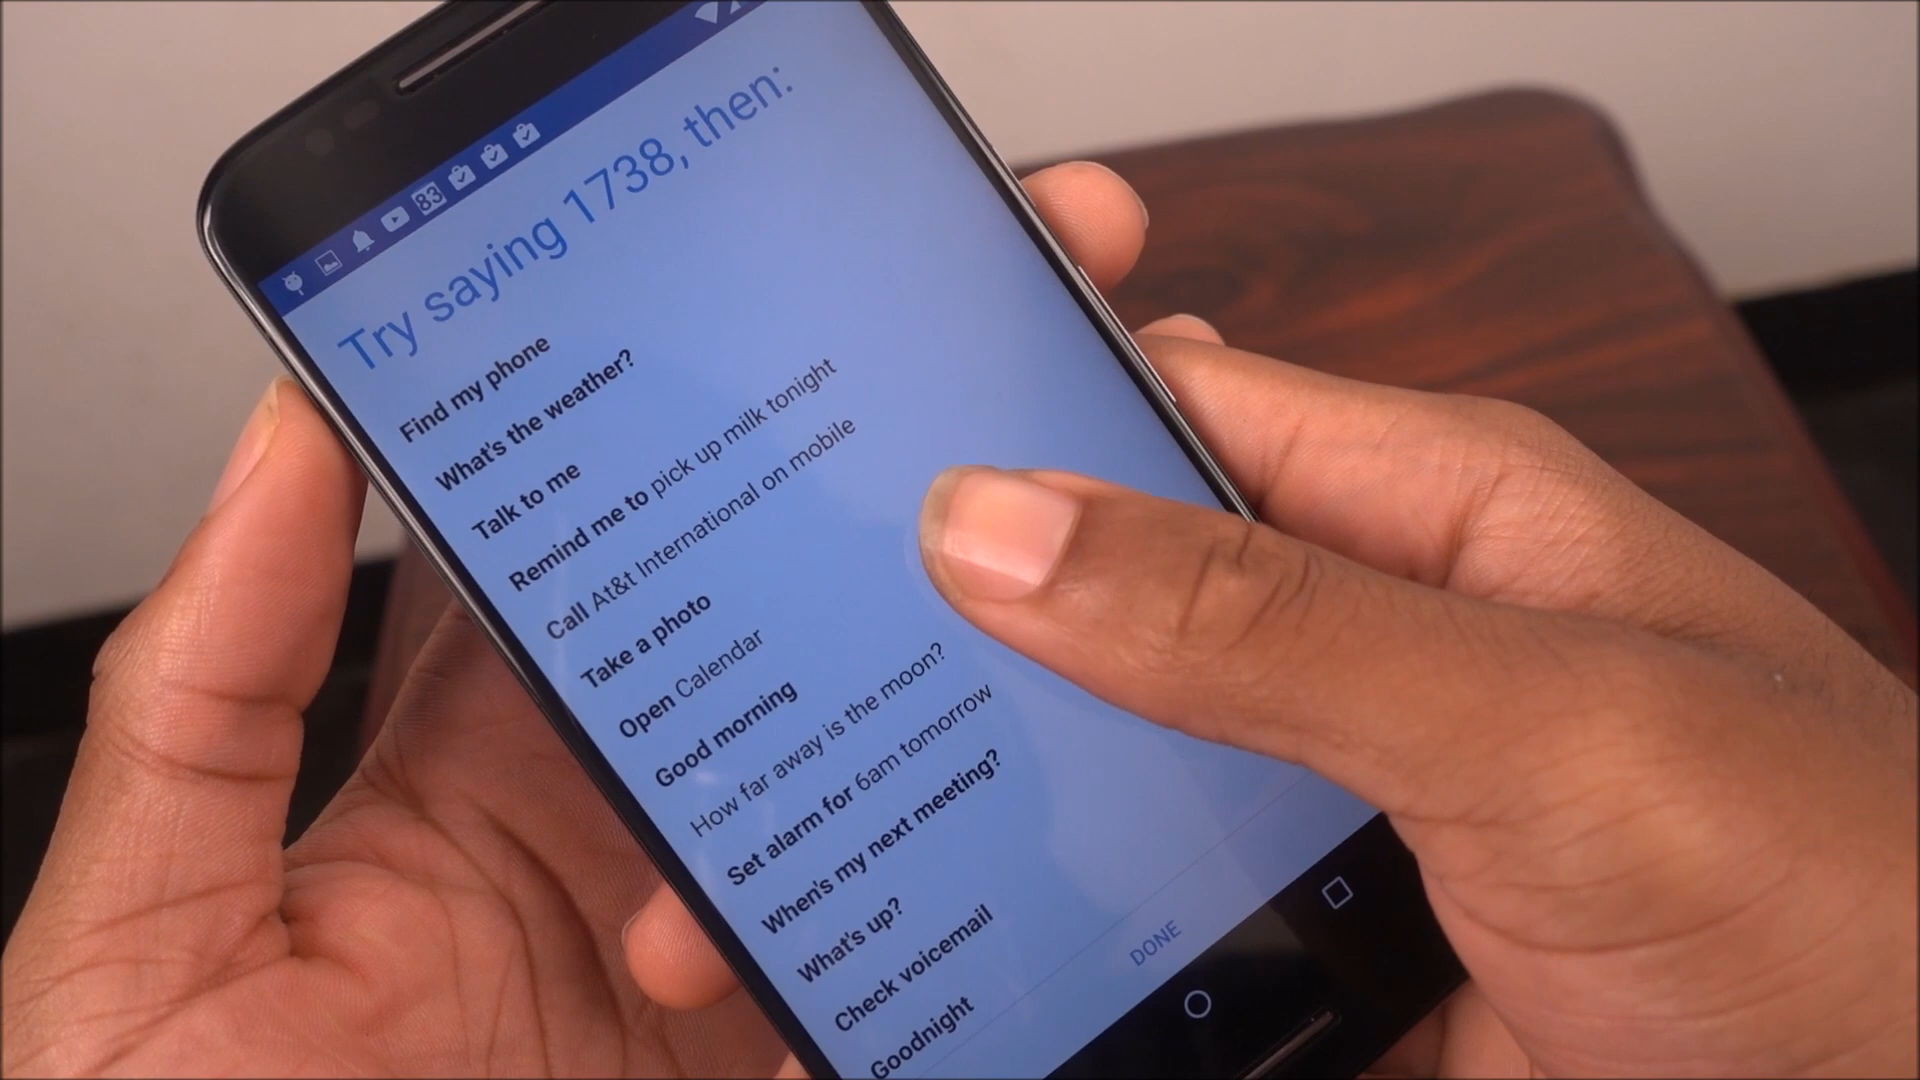 83
Try saying 1738, then:
Find my phone
What's the weather?
Talk to me
Remind me to pick up milk tonight
Call At&t International on mobile
Take a photo
Open Calendar
Good morning
How far away is the moon?
Set alarm for 6am tomorrow
When's my next meeting?
What's up?
Check voicemail
Goodnight
DONE